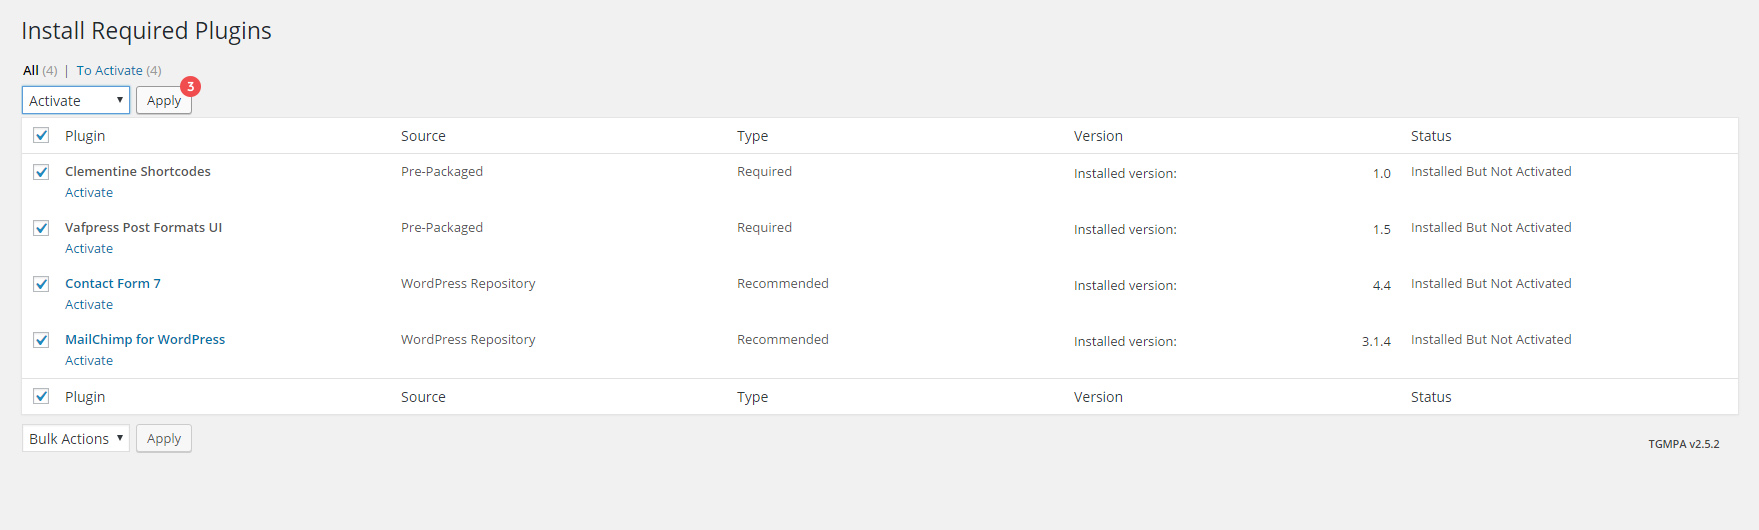 Install Required Plugins
All (4) | To Activate (4)
Activate Apply 3
Plugin Source Type Version Status
Clementine Shortcodes Pre-Packaged Required Installed version: 1.0 Installed But Not Activated
Activate
Vafpress Post Formats UI Pre-Packaged Required Installed version: 1.5 Installed But Not Activated
Activate
Contact Form 7 WordPress Repository Recommended Installed version: 4.4 Installed But Not Activated
Activate
MailChimp for WordPress WordPress Repository Recommended Installed version: 3.1.4 Installed But Not Activated
Activate
Plugin Source Type Version Status
Bulk Actions Apply
TGMPA v2.5.2